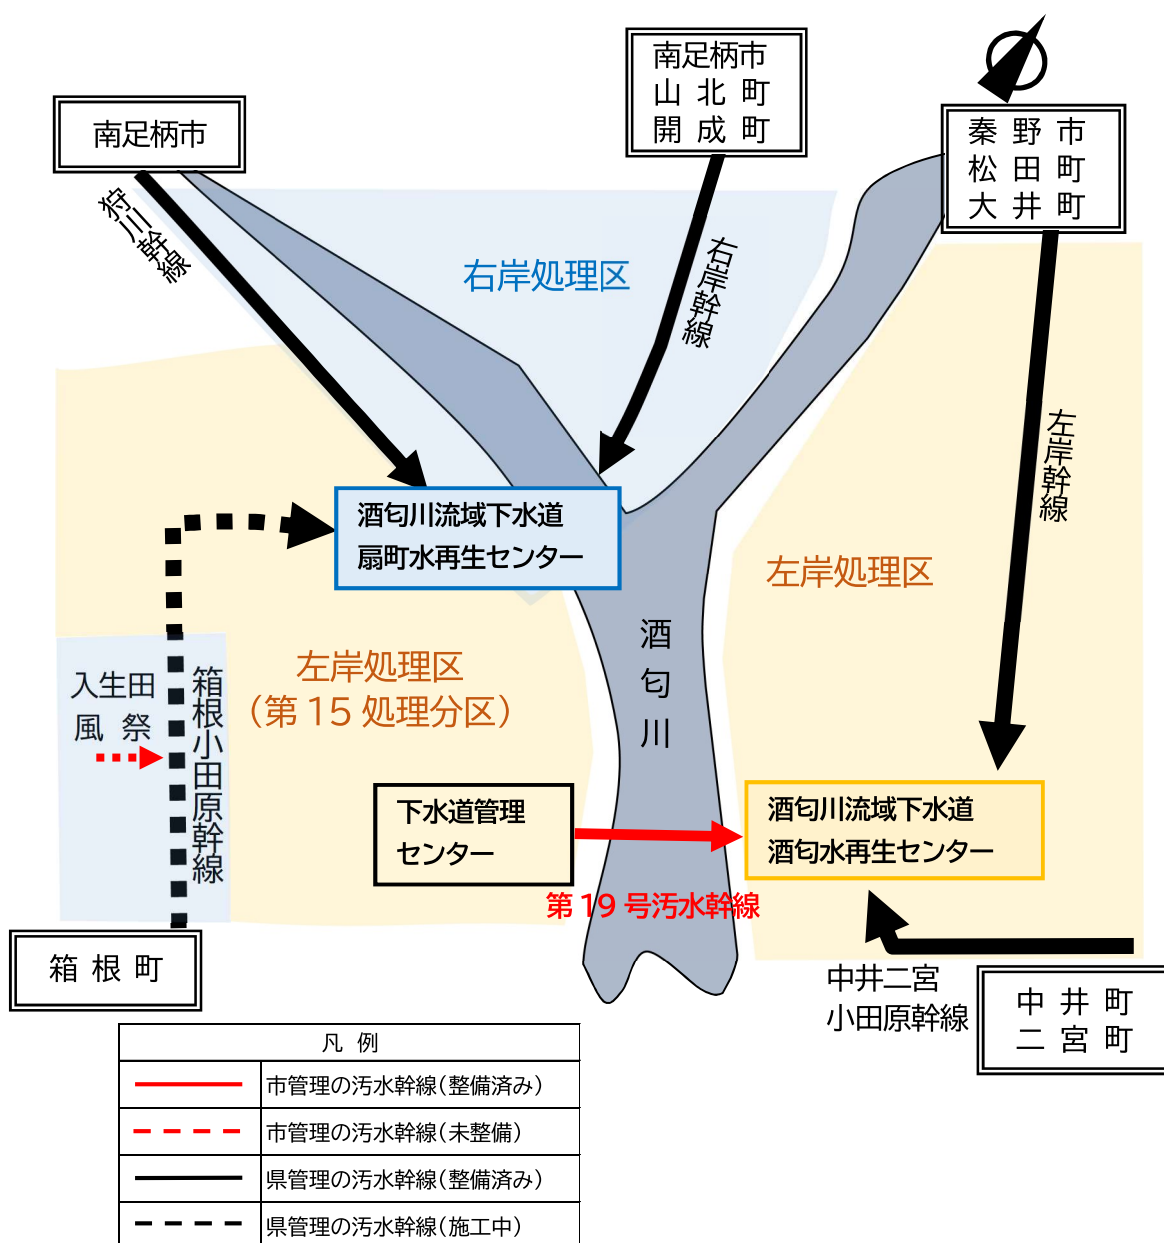 南足柄市
南足柄市
山北町
開成町
秦野市
松田町
大井町
狩川幹線
右岸処理区
右岸幹線
左岸幹線
酒匂川流域下水道
扇町水再生センター
左岸処理区
酒匂川
左岸処理区
（第15処理分区）
入生田
風祭
箱根小田原幹線
下水道管理
センター
酒匂川流域下水道
酒匂水再生センター
第19号汚水幹線
箱根町
中井二宮
小田原幹線
中井町
二宮町
凡例
市管理の汚水幹線（整備済み）
市管理の汚水幹線（未整備）
県管理の汚水幹線（整備済み）
県管理の汚水幹線（施工中）